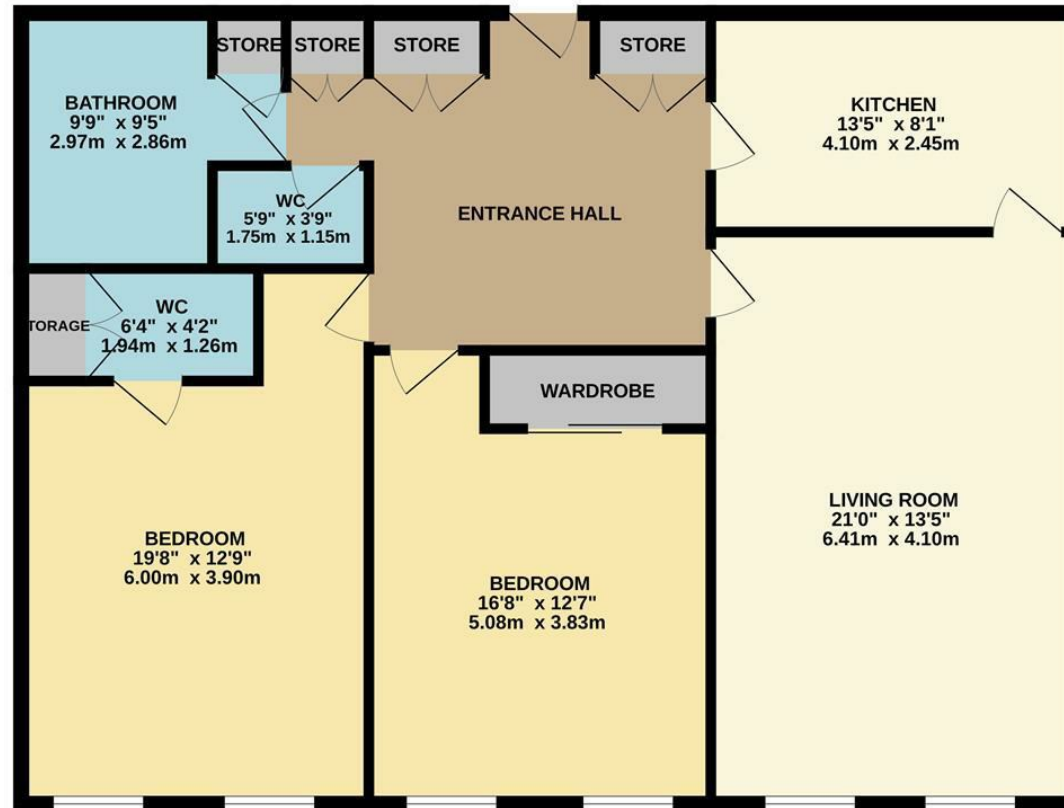 STORE
STORE
STORE
STORE
BATHROOM
9'9" x 9'5"
2.97m x 2.86m
KITCHEN
13'5" x 8'1"
4.10m x 2.45m
WC
5'9" x 3'9"
1.75m x 1.15m
ENTRANCE HALL
TORAGE
WC
6'4" x 4'2"
1.94m x 1.26m
WARDROBE
BEDROOM
19'8" x 12'9"
6.00m x 3.90m
BEDROOM
16'8" x 12'7"
5.08m x 3.83m
LIVING ROOM
21'0" x 13'5"
6.41m x 4.10m